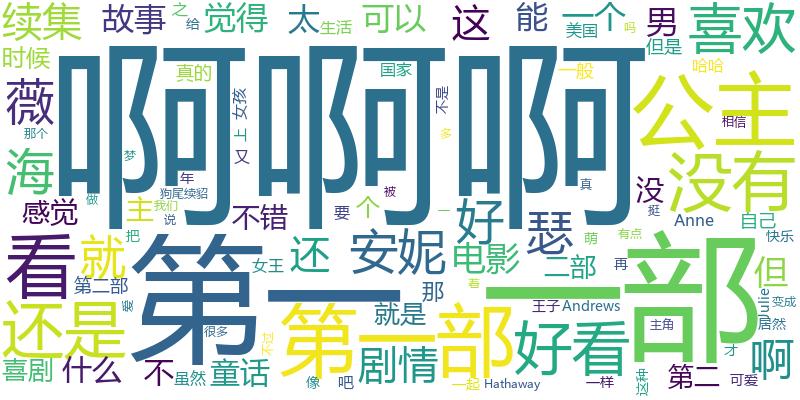 续集 故事 之 给 觉得 太 生活 可以 这 能 一个 美国 男 吗 喜欢
时候 真的 国家 一般 但是 哈哈
薇 啊啊啊 公主
那个 女孩 上 不是 多 相信
海 梦 年 又 狗尾续貂 被 真 没有
感觉 主 我们 做 说 不错 要 个 一 好 瑟 没 挺 Anne 自己
看 就 把 第一 女王 还 安妮 电影 萌 有点 快乐
第二部 那 二部 再 一部 但
爱 着 王子 Andrews Julie 变成
还是 很多 第一部 就是 好看 主角 居然
不过 才 啊
喜剧 什么 不 虽然 童话 像 吧 剧情 一起 Hathaway 一样 这种 第二 可爱